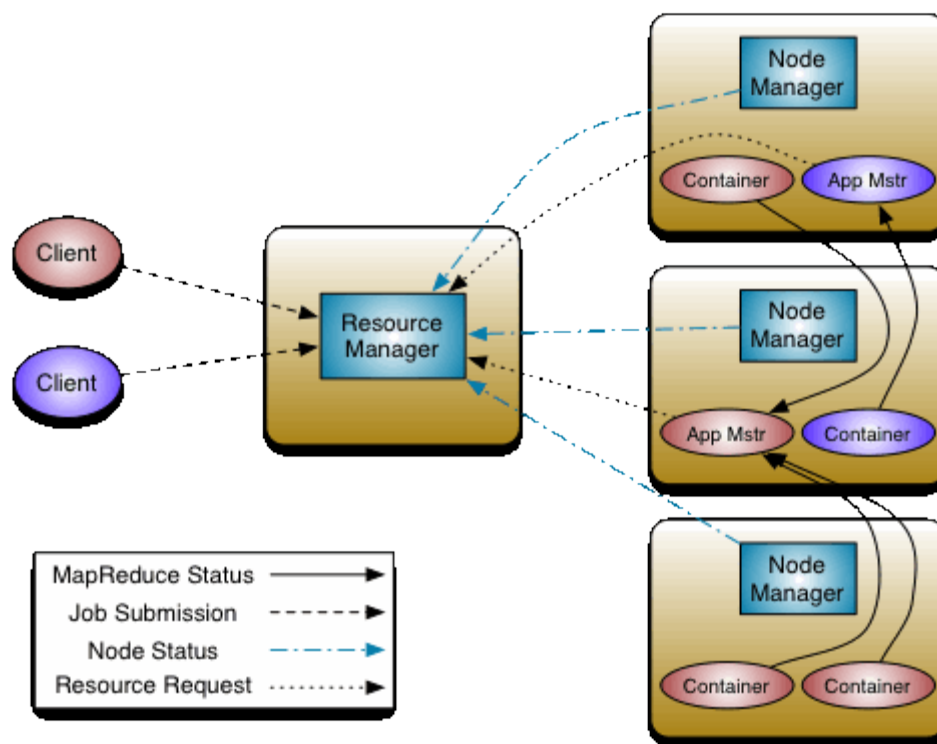 Node
Manager
Container
App Mstr
Client
Client
Resource
Manager
Node
Manager
App Mstr
Container
Node
Manager
Container
Container
MapReduce Status
Job Submission
Node Status
Resource Request